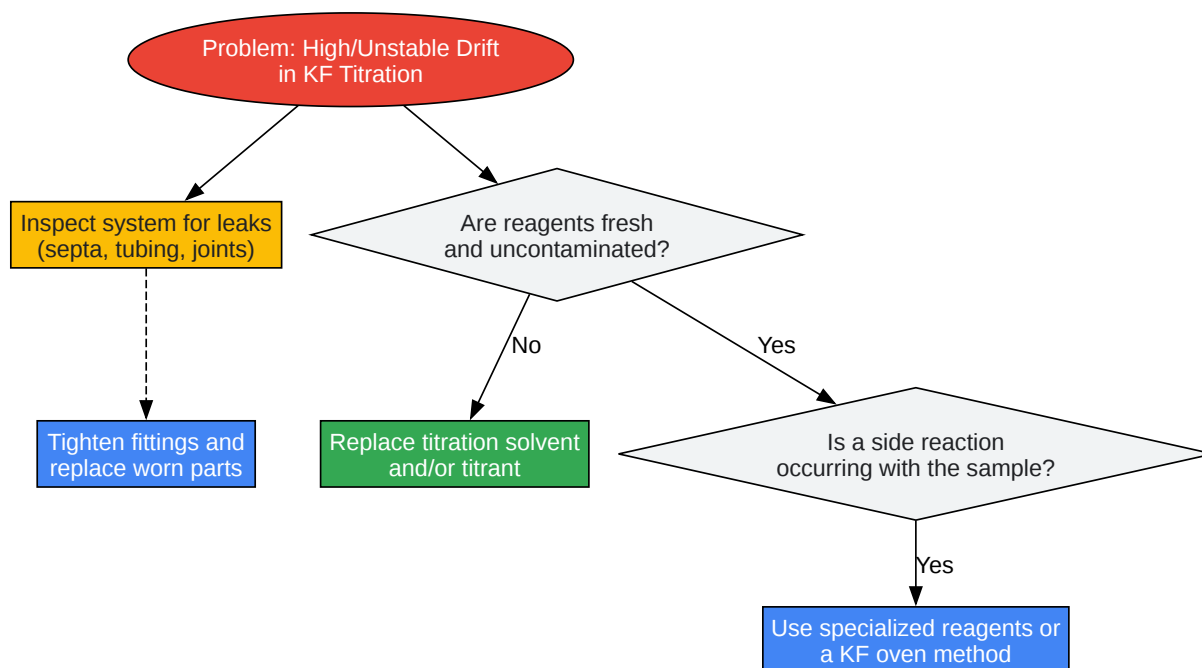 Problem: High/Unstable Drift
in KF Titration
Inspect system for leaks
(septa, tubing, joints)
Are reagents fresh
and uncontaminated?
No
Yes
Tighten fittings and
replace worn parts
Replace titration solvent
and/or titrant
Is a side reaction
occurring with the sample?
Yes
Use specialized reagents or
a KF oven method